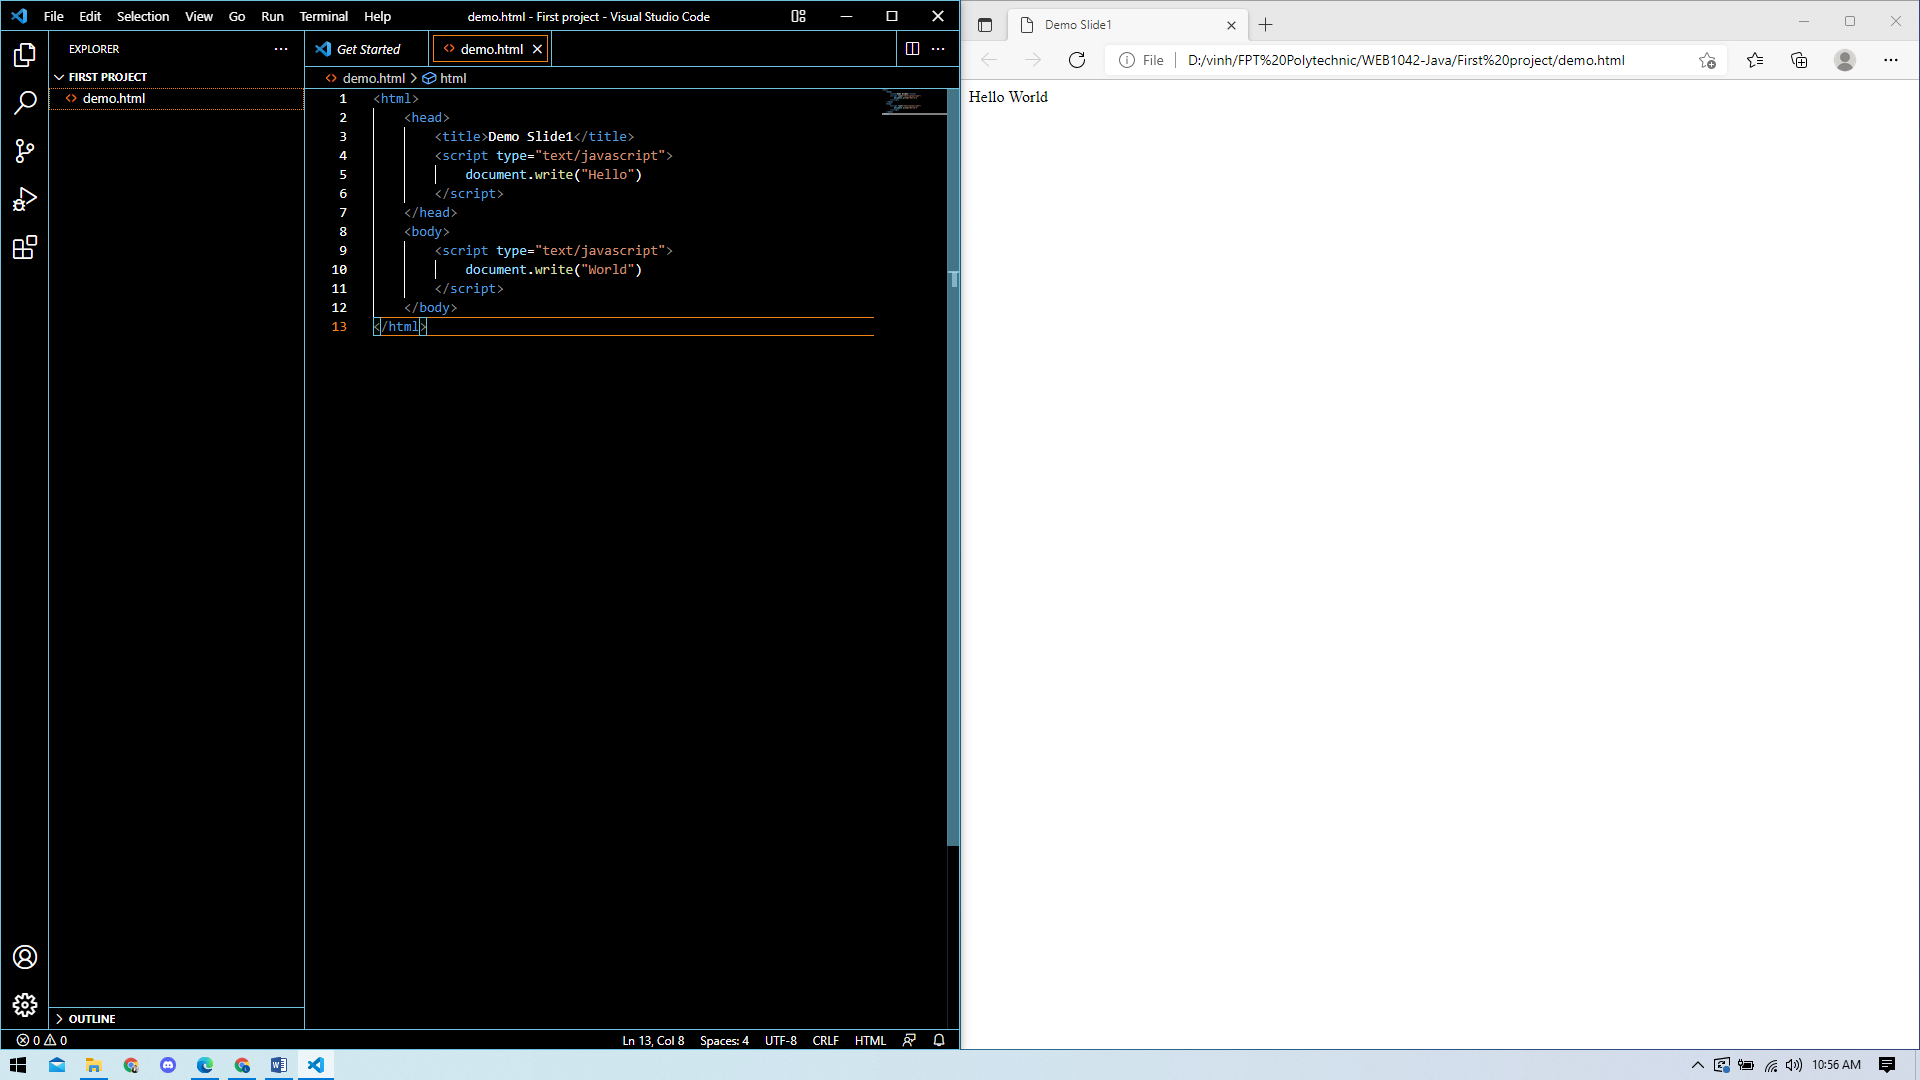 File Edit Selection View Go Run Terminal Help demo.html - First project - Visual Studio Code
EXPLORER
FIRST PROJECT
demo.html
OUTLINE
Get Started demo.html
demo.html > html
1 <html>
2 <head>
3 <title>Demo Slide1</title>
4 <script type="text/javascript">
5 document.write("Hello")
6 </script>
7 </head>
8 <body>
9 <script type="text/javascript">
10 document.write("World")
11 </script>
12 </body>
13 </html>
0 0 Ln 13, Col 8 Spaces: 4 UTF-8 CRLF HTML
Demo Slide1
File D:/vinh/FPT%20Polytechnic/WEB1042-Java/First%20project/demo.html
Hello World
10:56 AM